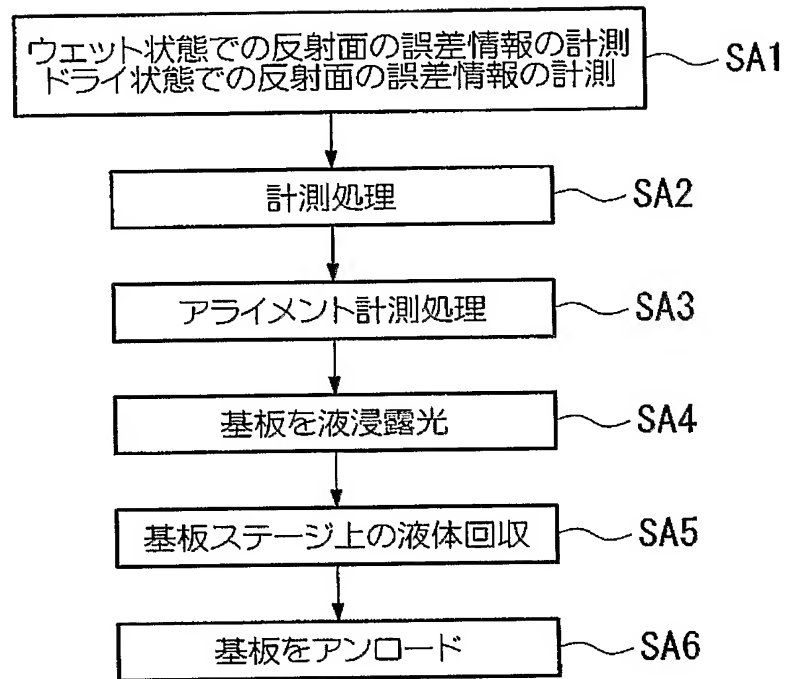 ウェット状態での反射面の誤差情報の計測
ドライ状態での反射面の誤差情報の計測
SA1
計測処理
SA2
アライメント計測処理
SA3
基板を液浸露光
SA4
基板ステージ上の液体回収
SA5
基板をアンロード
SA6